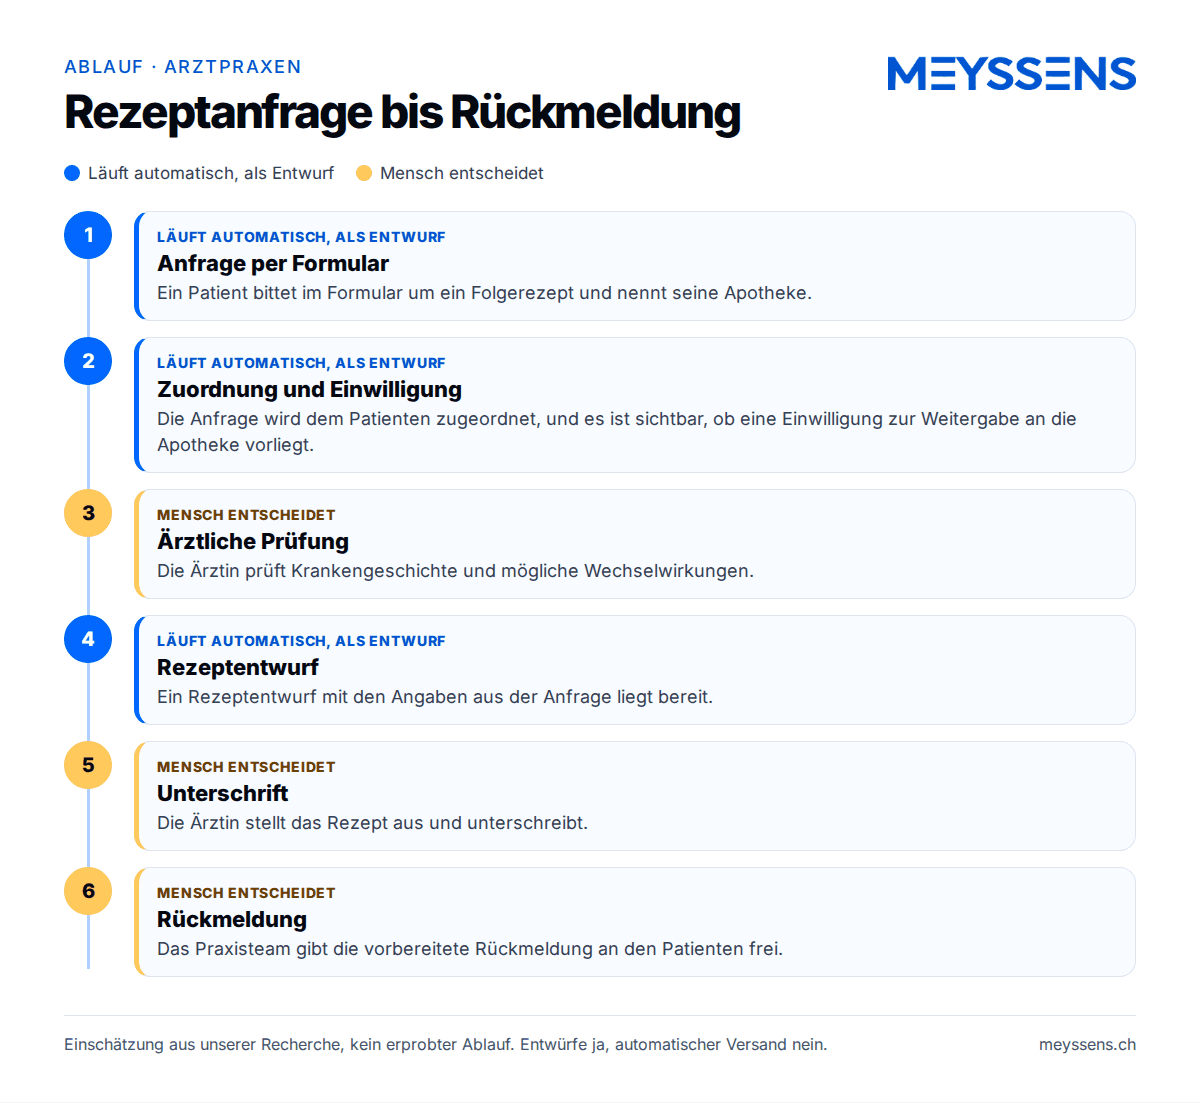 ABLAUF · ARZTPRAXEN
MEYSSENS
Rezeptanfrage bis Rückmeldung
Läuft automatisch, als Entwurf
Mensch entscheidet
1
LÄUFT AUTOMATISCH, ALS ENTWURF
Anfrage per Formular
Ein Patient bittet im Formular um ein Folgerezept und nennt seine Apotheke.
2
LÄUFT AUTOMATISCH, ALS ENTWURF
Zuordnung und Einwilligung
Die Anfrage wird dem Patienten zugeordnet, und es ist sichtbar, ob eine Einwilligung zur Weitergabe an die
Apotheke vorliegt.
3
MENSCH ENTSCHEIDET
Ärztliche Prüfung
Die Ärztin prüft Krankengeschichte und mögliche Wechselwirkungen.
4
LÄUFT AUTOMATISCH, ALS ENTWURF
Rezeptentwurf
Ein Rezeptentwurf mit den Angaben aus der Anfrage liegt bereit.
5
MENSCH ENTSCHEIDET
Unterschrift
Die Ärztin stellt das Rezept aus und unterschreibt.
6
MENSCH ENTSCHEIDET
Rückmeldung
Das Praxisteam gibt die vorbereitete Rückmeldung an den Patienten frei.
Einschätzung aus unserer Recherche, kein erprobter Ablauf. Entwürfe ja, automatischer Versand nein.
meyssens.ch